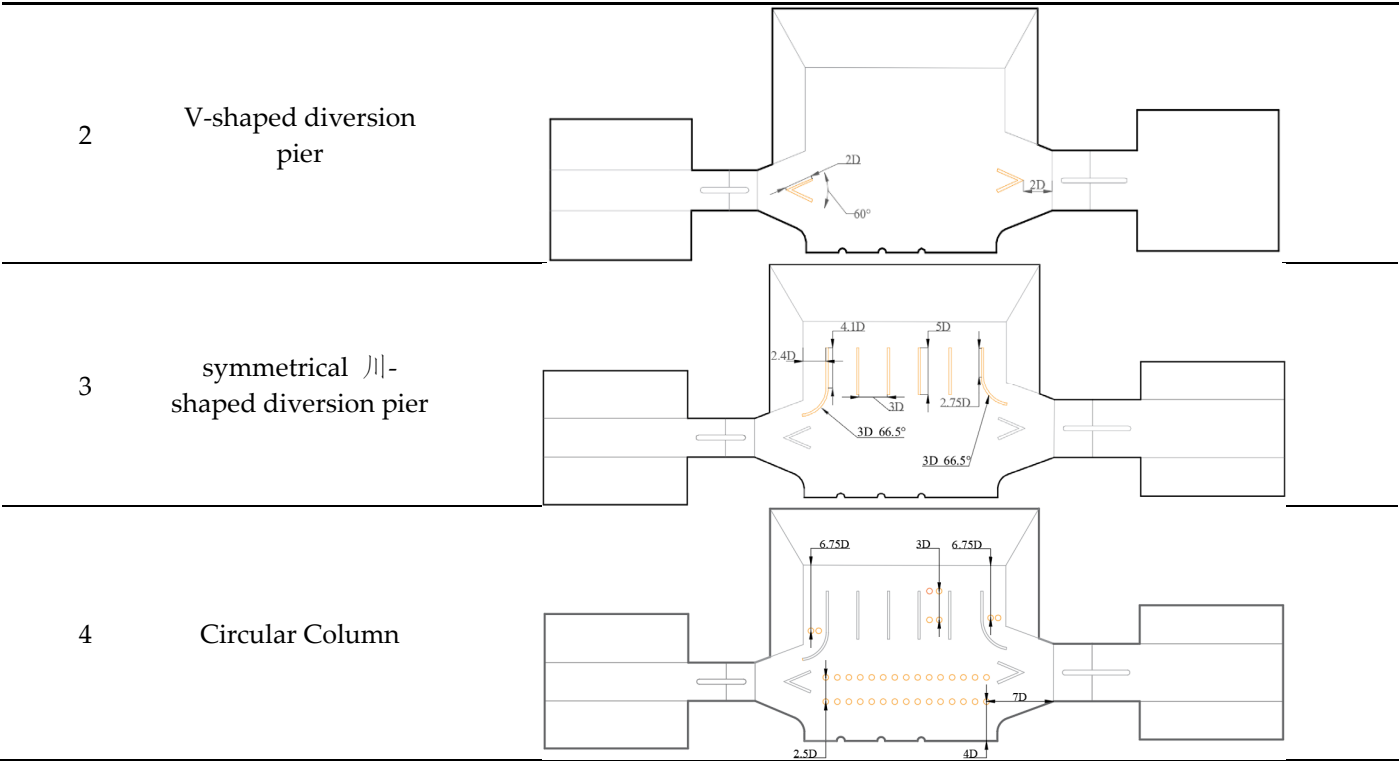 2
V-shaped diversion
pier
2D
2D
60°
3
symmetrical 川-
shaped diversion pier
4.1D
5D
2.4D
3D
2.75D
3D 66.5°
3D 66.5°
4
Circular Column
6.75D
3D
6.75D
7D
2.5D
4D